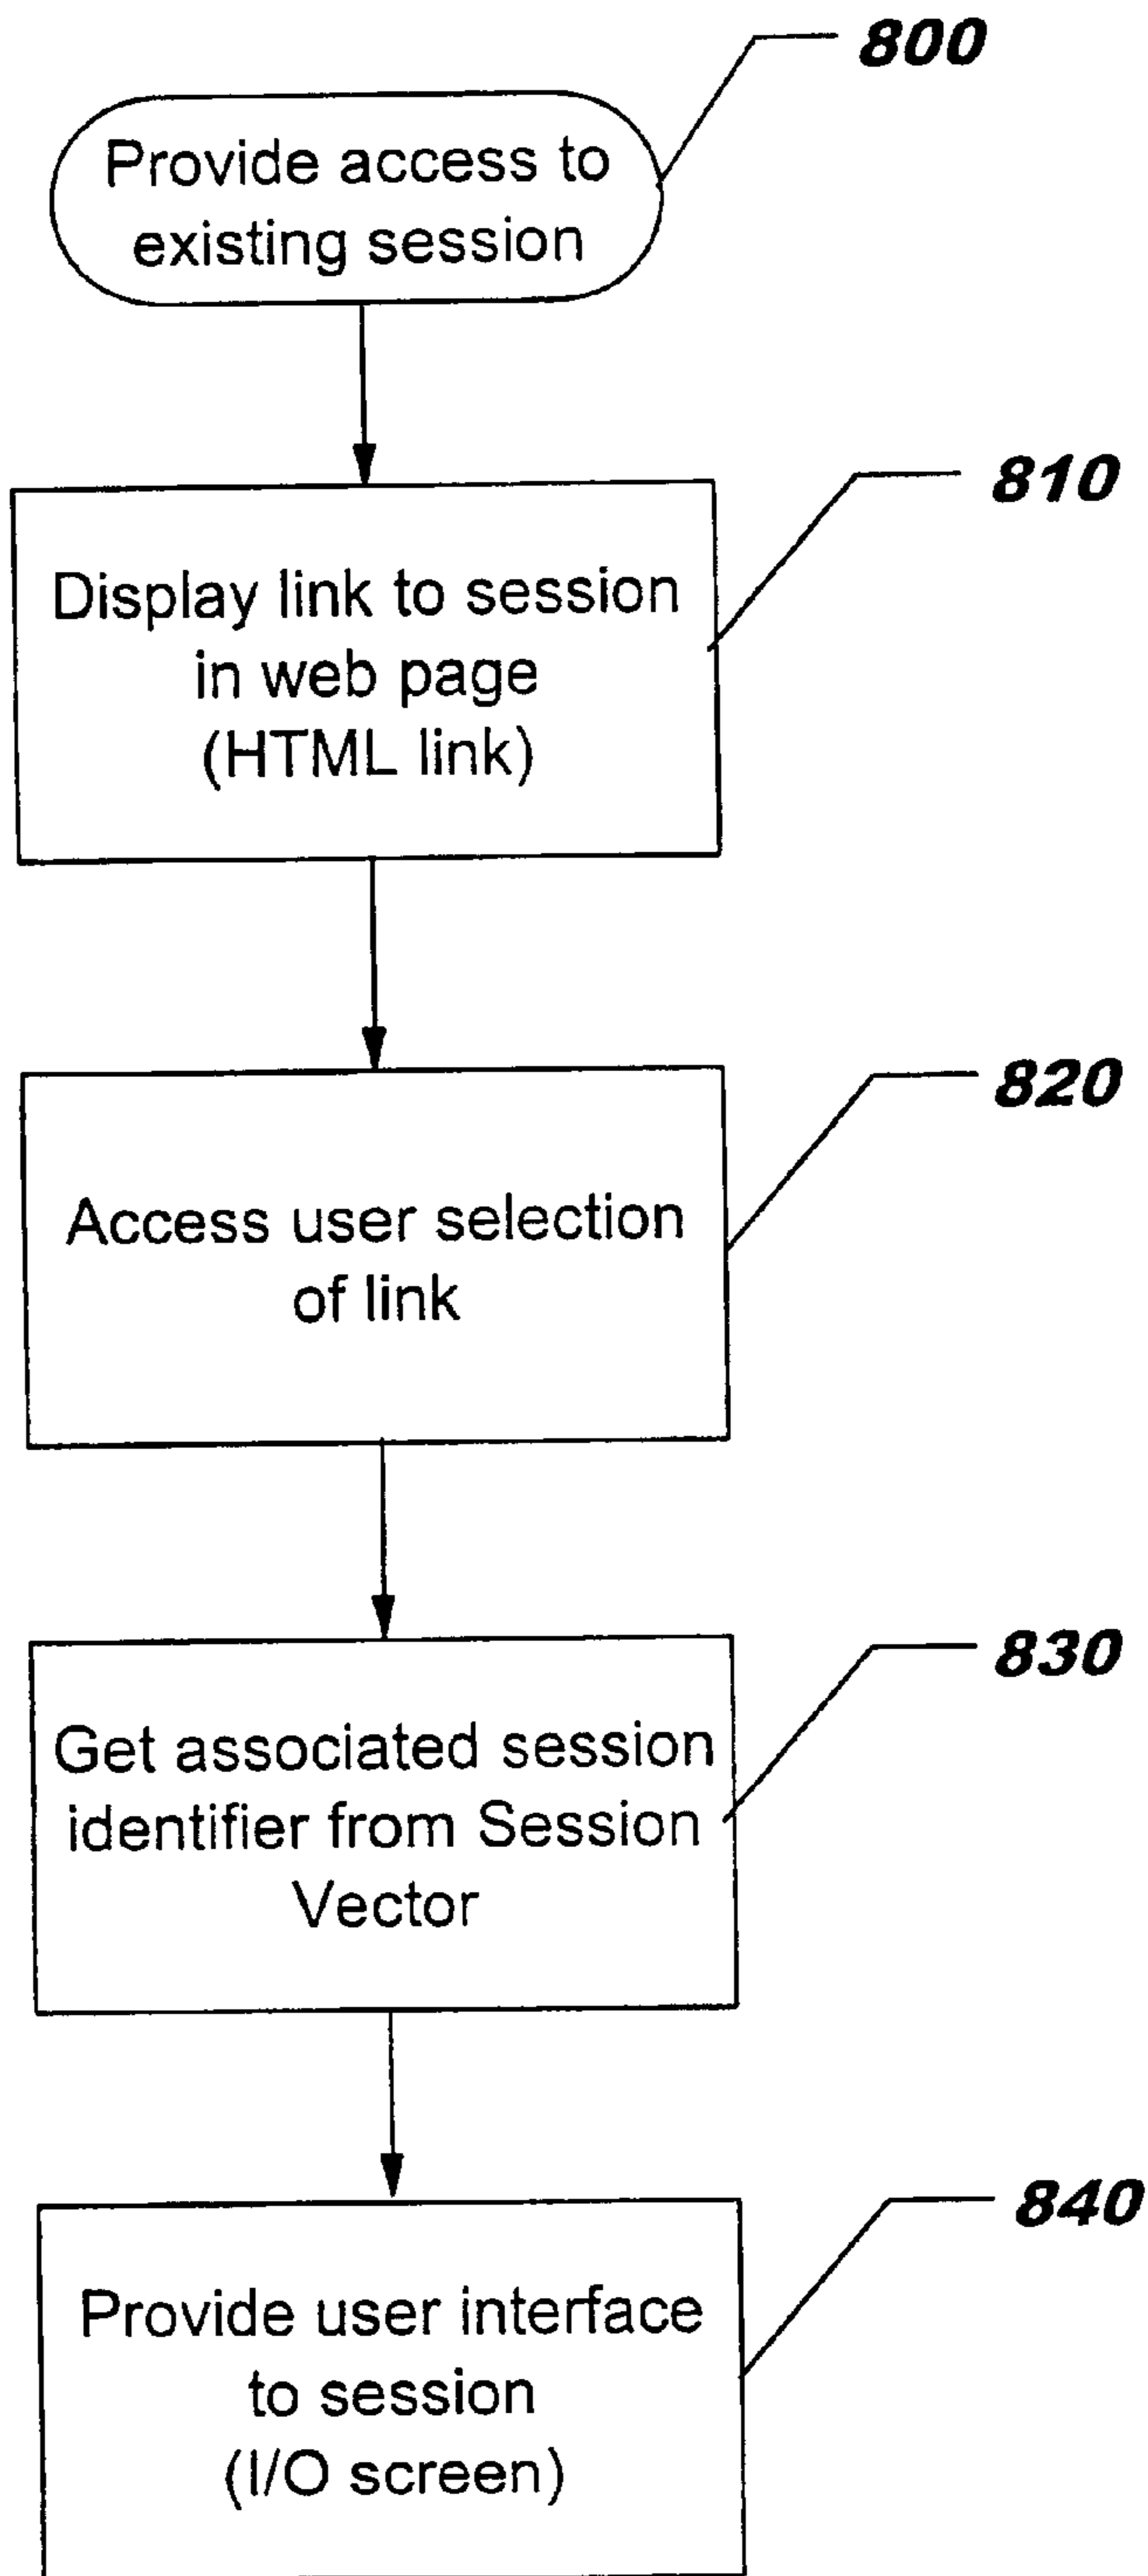 800
Provide access to
existing session
810
Display link to session
in web page
(HTML link)
820
Access user selection
of link
830
Get associated session
identifier from Session
Vector
840
Provide user interface
to session
(I/O screen)